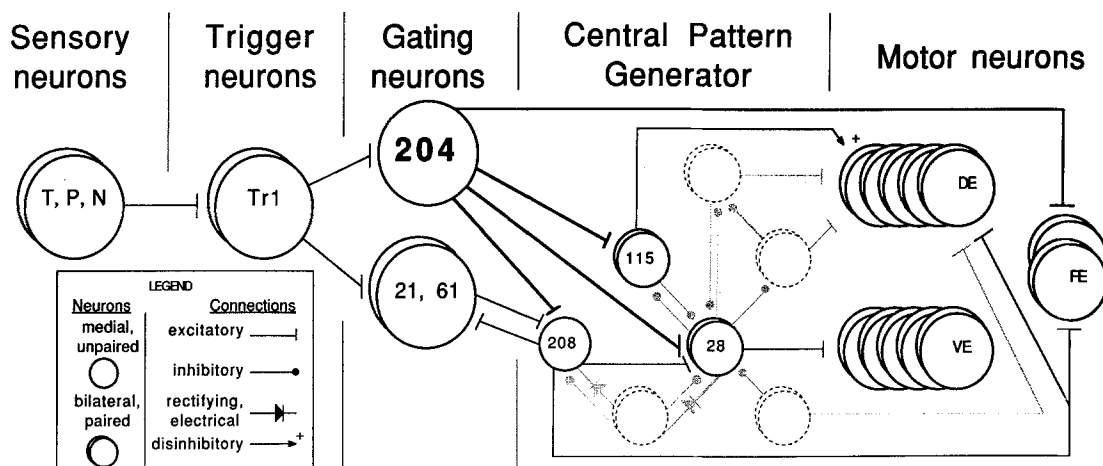 Sensory
neurons
Trigger
neurons
Gating
neurons
Central Pattern
Generator
Motor neurons
204
T, P, N
Tr1
21, 61
115
208
28
+
DE
FE
VE
LEGEND
Neurons
Connections
medial,
unpaired
bilateral,
paired
excitatory
inhibitory
rectifying,
electrical
disinhibitory
+